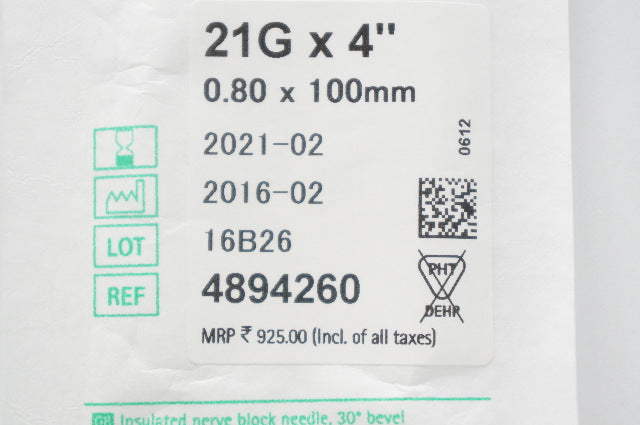 21G x 4"
0.80 x 100mm
0612
2021-02
2016-02
LOT 16B26
REF 4894260
PHT
DEHP
MRP ₹ 925.00 (Incl. of all taxes)
GB Insulated nerve block needle, 30° bevel